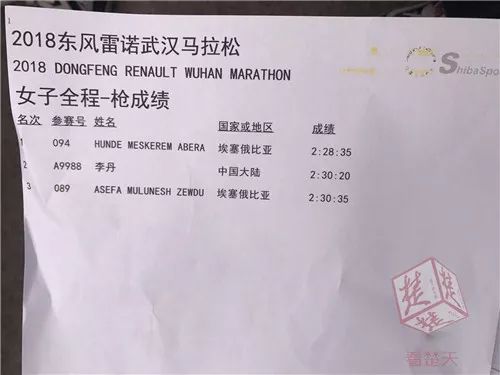 1
2018东风雷诺武汉马拉松
2018 DONGFENG RENAULT WUHAN MARATHON
ShibaSpo
女子全程-枪成绩
名次 参赛号 姓名 国家或地区 成绩
1 094 HUNDE MESKEREM ABERA 埃塞俄比亚 2:28:35
2 A9988 李丹 中国大陆 2:30:20
3 089 ASEFA MULUNESH ZEWDU 埃塞俄比亚 2:30:35
看楚天